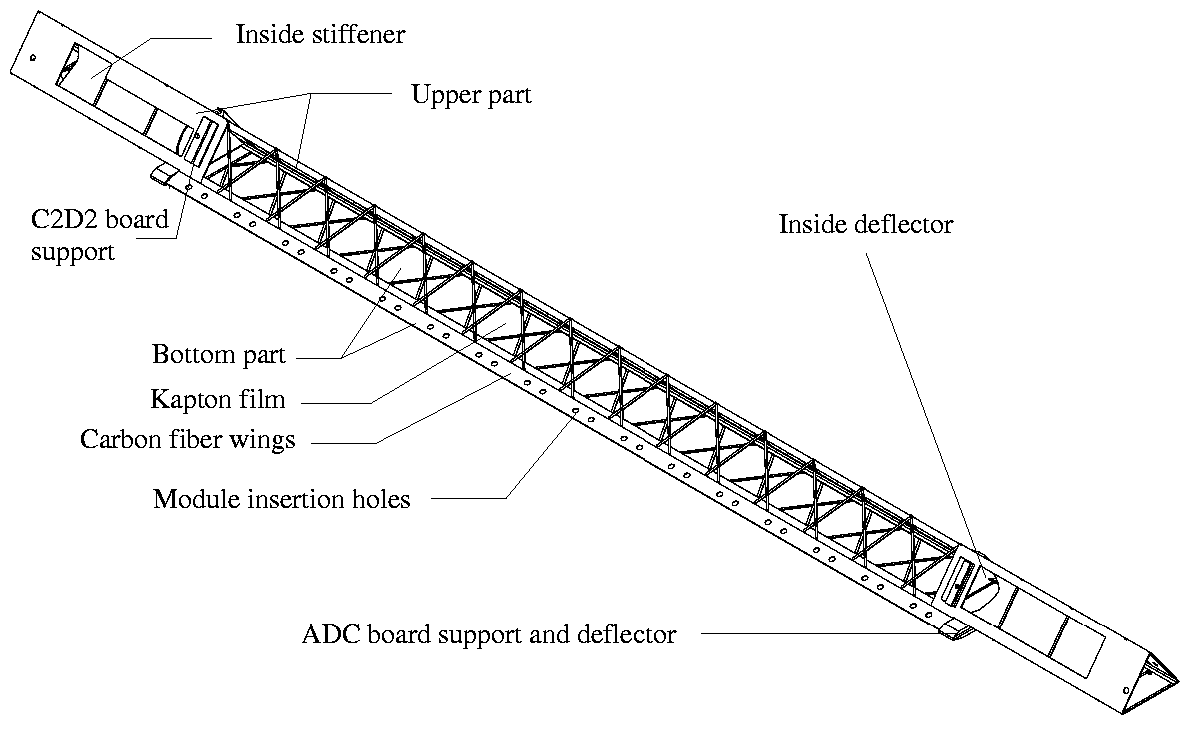 Inside stiffener
Upper part
C2D2 board
support
Inside deflector
Bottom part
Kapton film
Carbon fiber wings
Module insertion holes
ADC board support and deflector